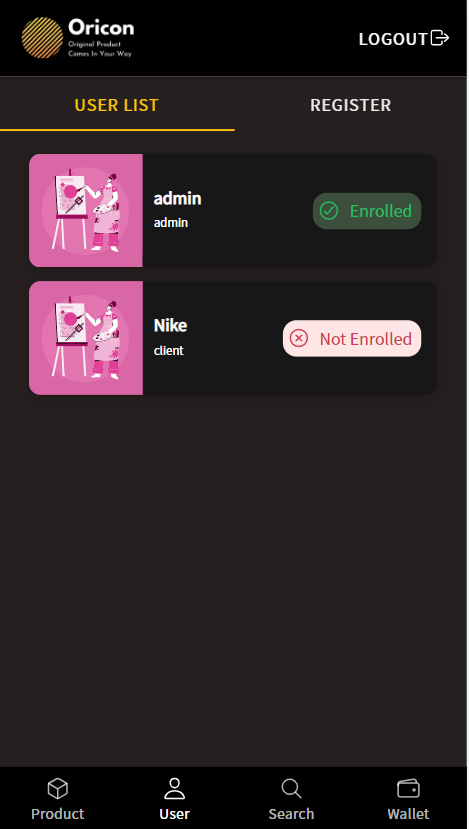 Oricon
Original Product
Comes In Your Way
LOGOUT
USER LIST
REGISTER
admin
admin
Enrolled
Nike
client
Not Enrolled
Product
User
Search
Wallet